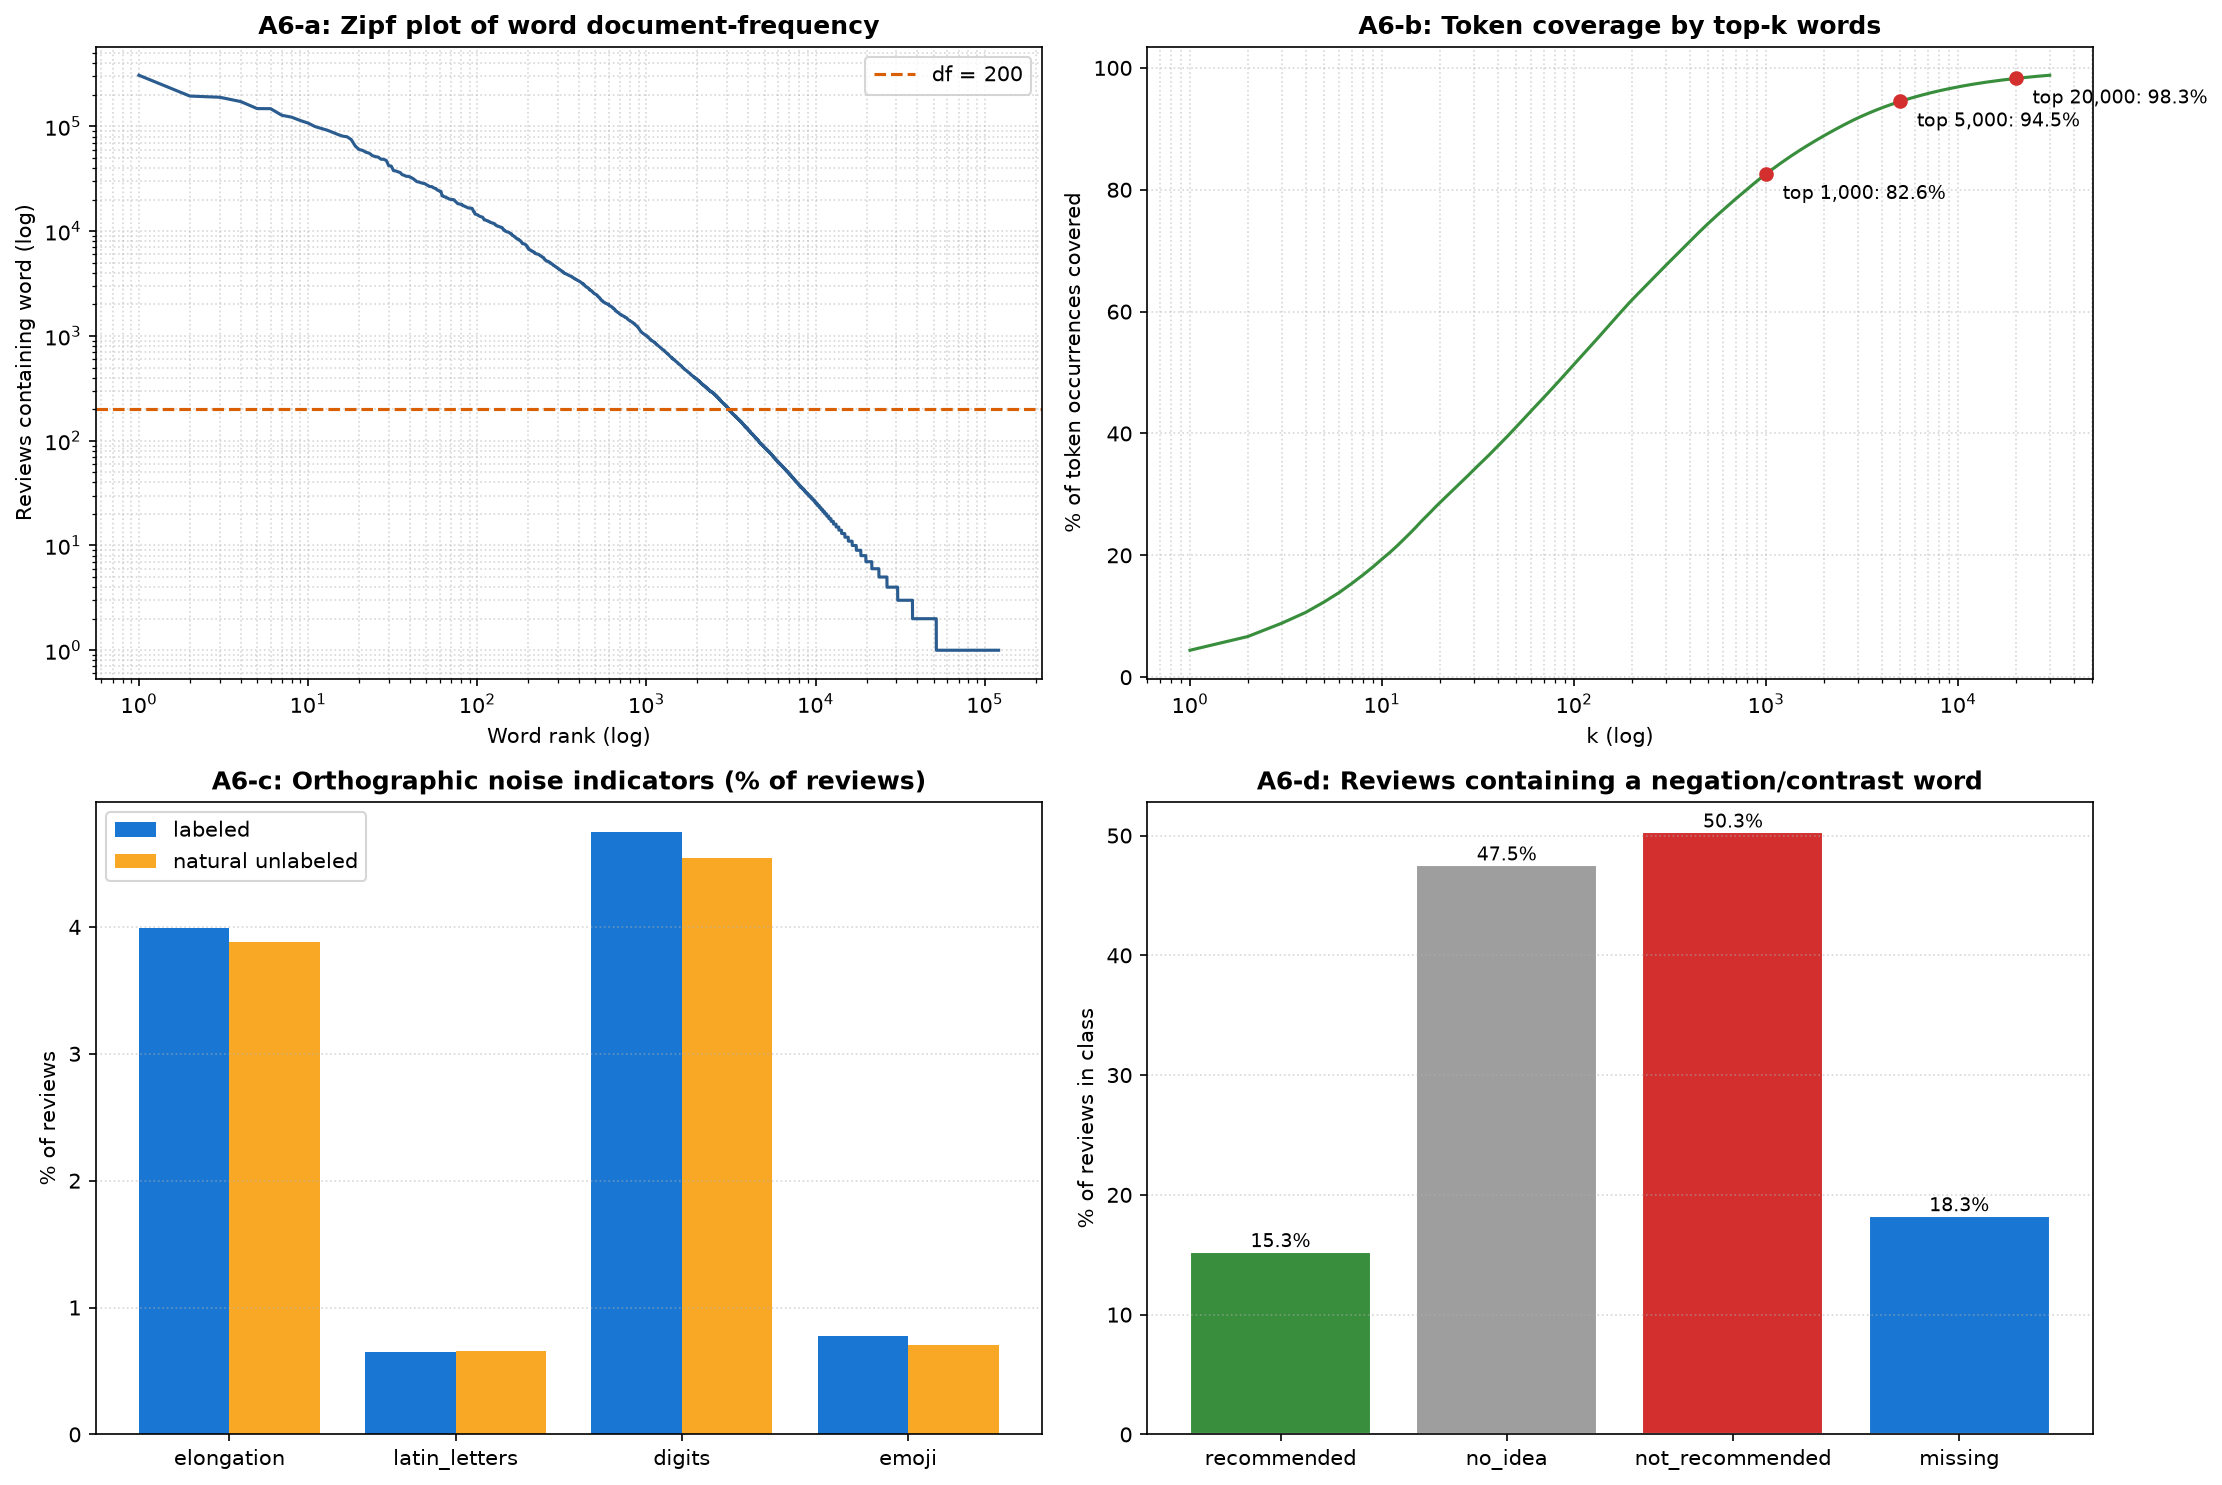 A6-a: Zipf plot of word document-frequency
df = 200
Reviews containing word (log)
10^5
10^4
10^3
10^2
10^1
10^0
10^0 10^1 10^2 10^3 10^4 10^5
Word rank (log)
A6-b: Token coverage by top-k words
% of token occurrences covered
100
80
60
40
20
0
top 20,000: 98.3%
top 5,000: 94.5%
top 1,000: 82.6%
10^0 10^1 10^2 10^3 10^4
k (log)
A6-c: Orthographic noise indicators (% of reviews)
labeled
natural unlabeled
% of reviews
4
3
2
1
0
elongation latin_letters digits emoji
A6-d: Reviews containing a negation/contrast word
% of reviews in class
50
40
30
20
10
0
15.3%
47.5%
50.3%
18.3%
recommended no_idea not_recommended missing